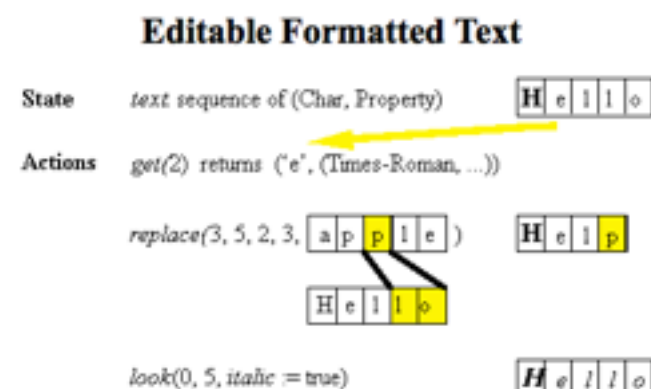 Editable Formatted Text
State text sequence of (Char, Property) H e l l o
Actions get(2) returns ('e', (Times-Roman, ...))
replace(3, 5, 2, 3, a p p l e ) H e l p
H e l l o
look(0, 5, italic := true) H e l l o